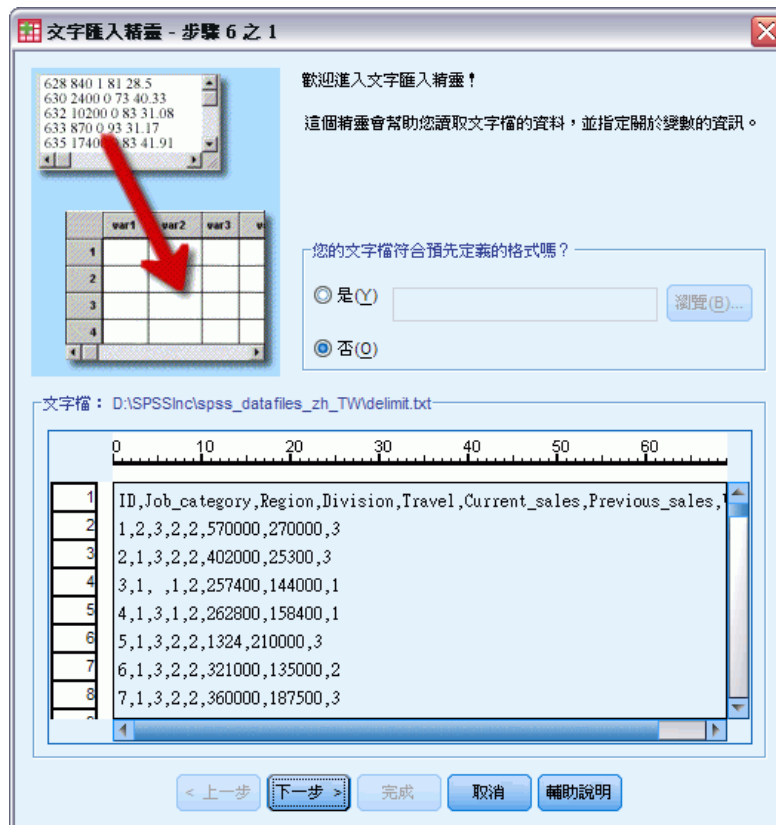 文字匯入精靈 - 步驟 6 之 1
628 840 1 81 28.5
630 2400 0 73 40.33
632 10200 0 83 31.08
633 870 0 93 31.17
635 1740 83 41.91
var1 var2 var3 v
1
2
3
4
歡迎進入文字匯入精靈！
這個精靈會幫助您讀取文字檔的資料，並指定關於變數的資訊。
您的文字檔符合預先定義的格式嗎？
是(Y)
瀏覽(B)...
否(O)
文字檔： D:\SPSSInc\spss_datafiles_zh_TW\delimit.txt
0 10 20 30 40 50 60
1 ID,Job_category,Region,Division,Travel,Current_sales,Previous_sales,
2 1,2,3,2,2,570000,270000,3
3 2,1,3,2,2,402000,25300,3
4 3,1, ,1,2,257400,144000,1
5 4,1,3,1,2,262800,158400,1
6 5,1,3,2,2,1324,210000,3
7 6,1,3,2,2,321000,135000,2
8 7,1,3,2,2,360000,187500,3
< 上一步 下一步 > 完成 取消 輔助說明